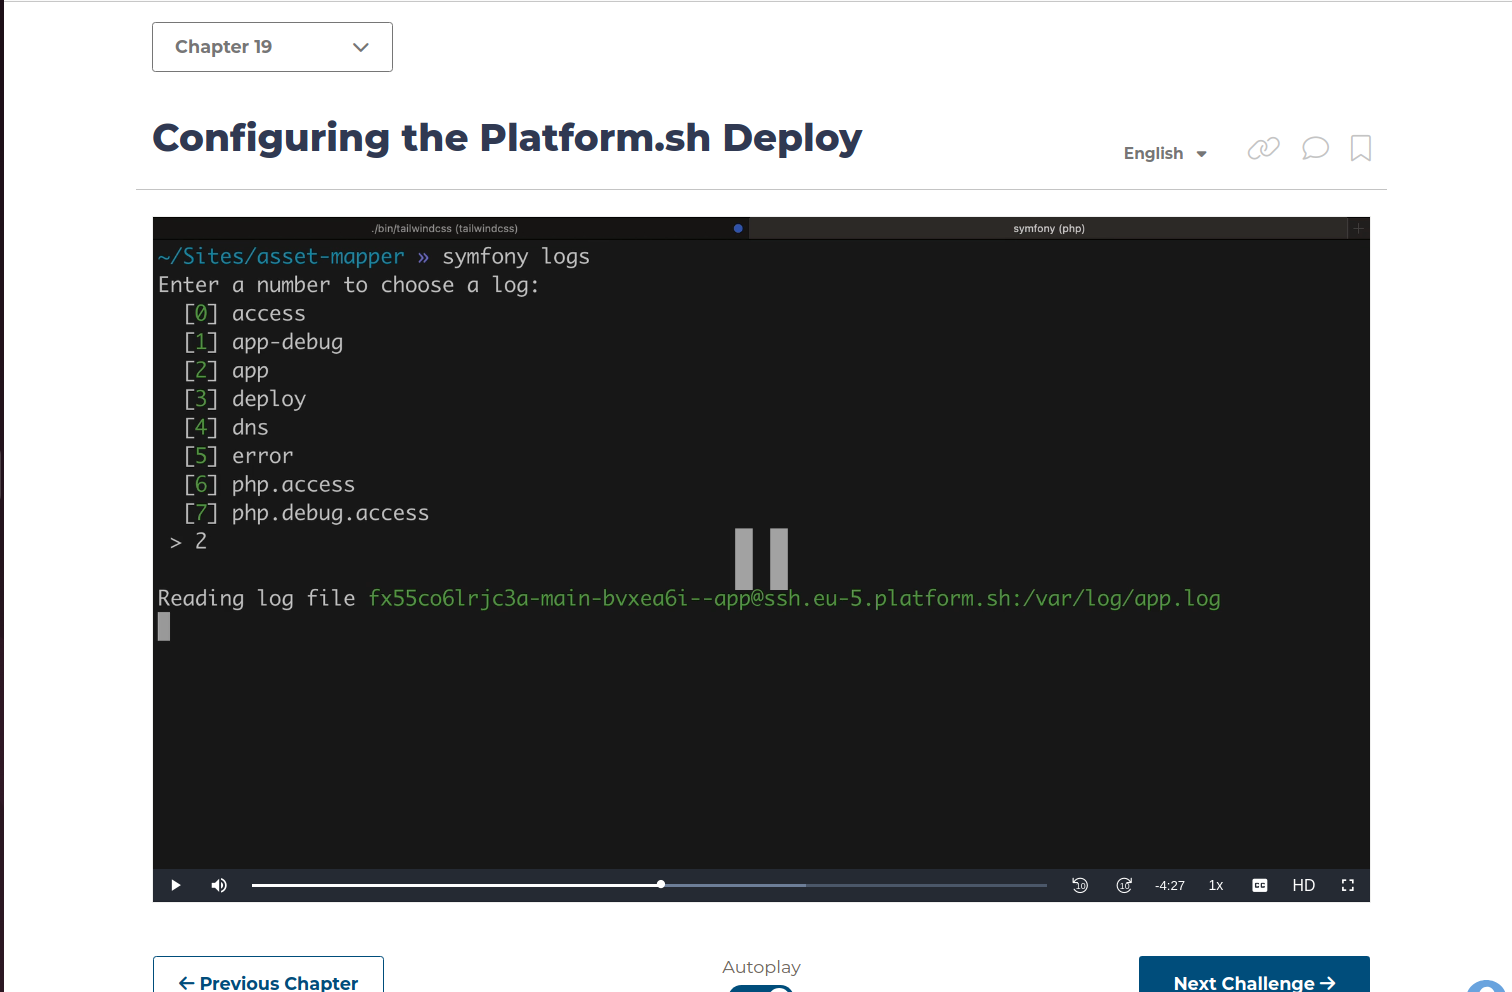 Chapter 19
Configuring the Platform.sh Deploy
English
./bin/tailwindcss (tailwindcss)
symfony (php)
~/Sites/asset-mapper » symfony logs
Enter a number to choose a log:
[0] access
[1] app-debug
[2] app
[3] deploy
[4] dns
[5] error
[6] php.access
[7] php.debug.access
> 2
Reading log file fx55co6lrjc3a-main-bvxea6i--app@ssh.eu-5.platform.sh:/var/log/app.log
10
10
-4:27
1x
CC
HD
← Previous Chapter
Autoplay
Next Challenge →